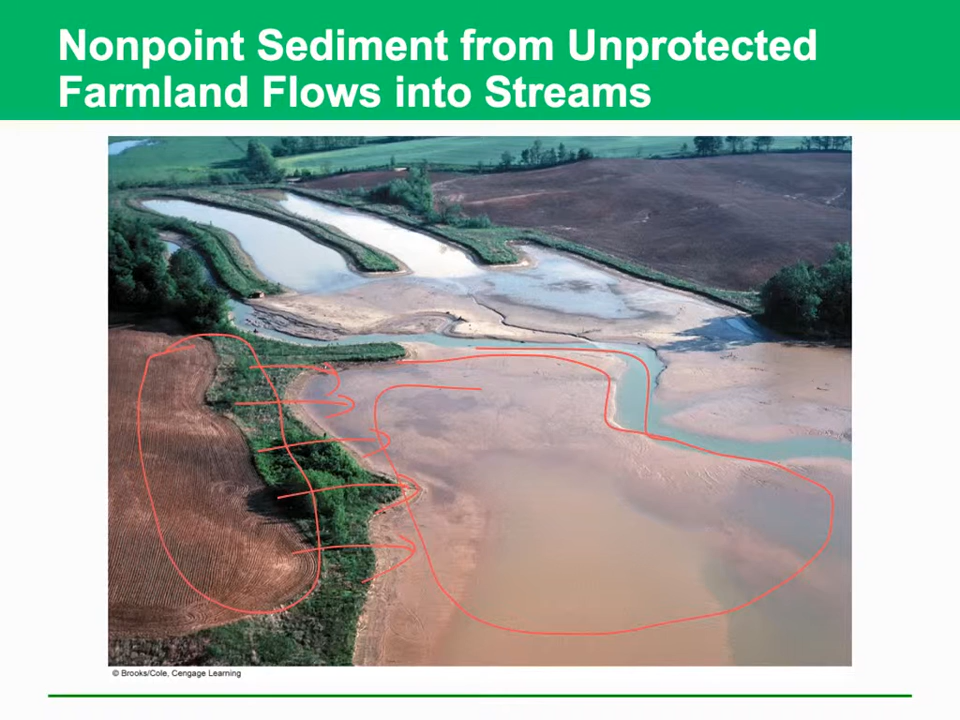 Nonpoint Sediment from Unprotected
Farmland Flows into Streams
© Brooks/Cole, Cengage Learning